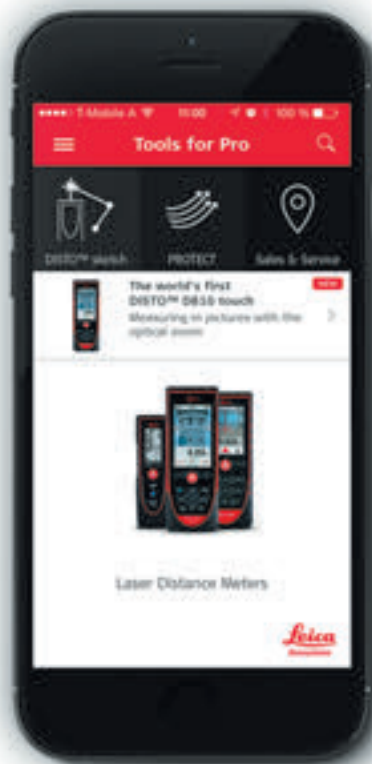 T-Mobile A 11:00 100 %
Tools for Pro
DISTO™ sketch PROTECT Sales & Service
The world's first NEW
DISTO™ D810 touch
Measuring in pictures with the
optical zoom
Laser Distance Meters
Leica
Geosystems